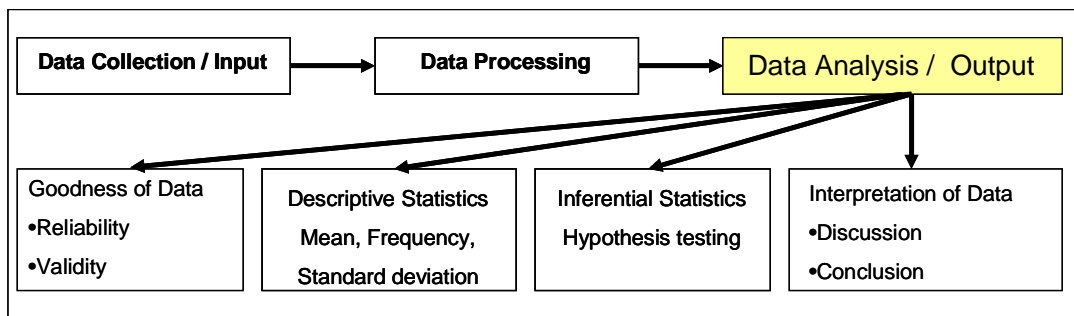 Data Collection / Input
Data Processing
Data Analysis / Output
Goodness of Data
•Reliability
•Validity
Descriptive Statistics
Mean, Frequency,
Standard deviation
Inferential Statistics
Hypothesis testing
Interpretation of Data
•Discussion
•Conclusion